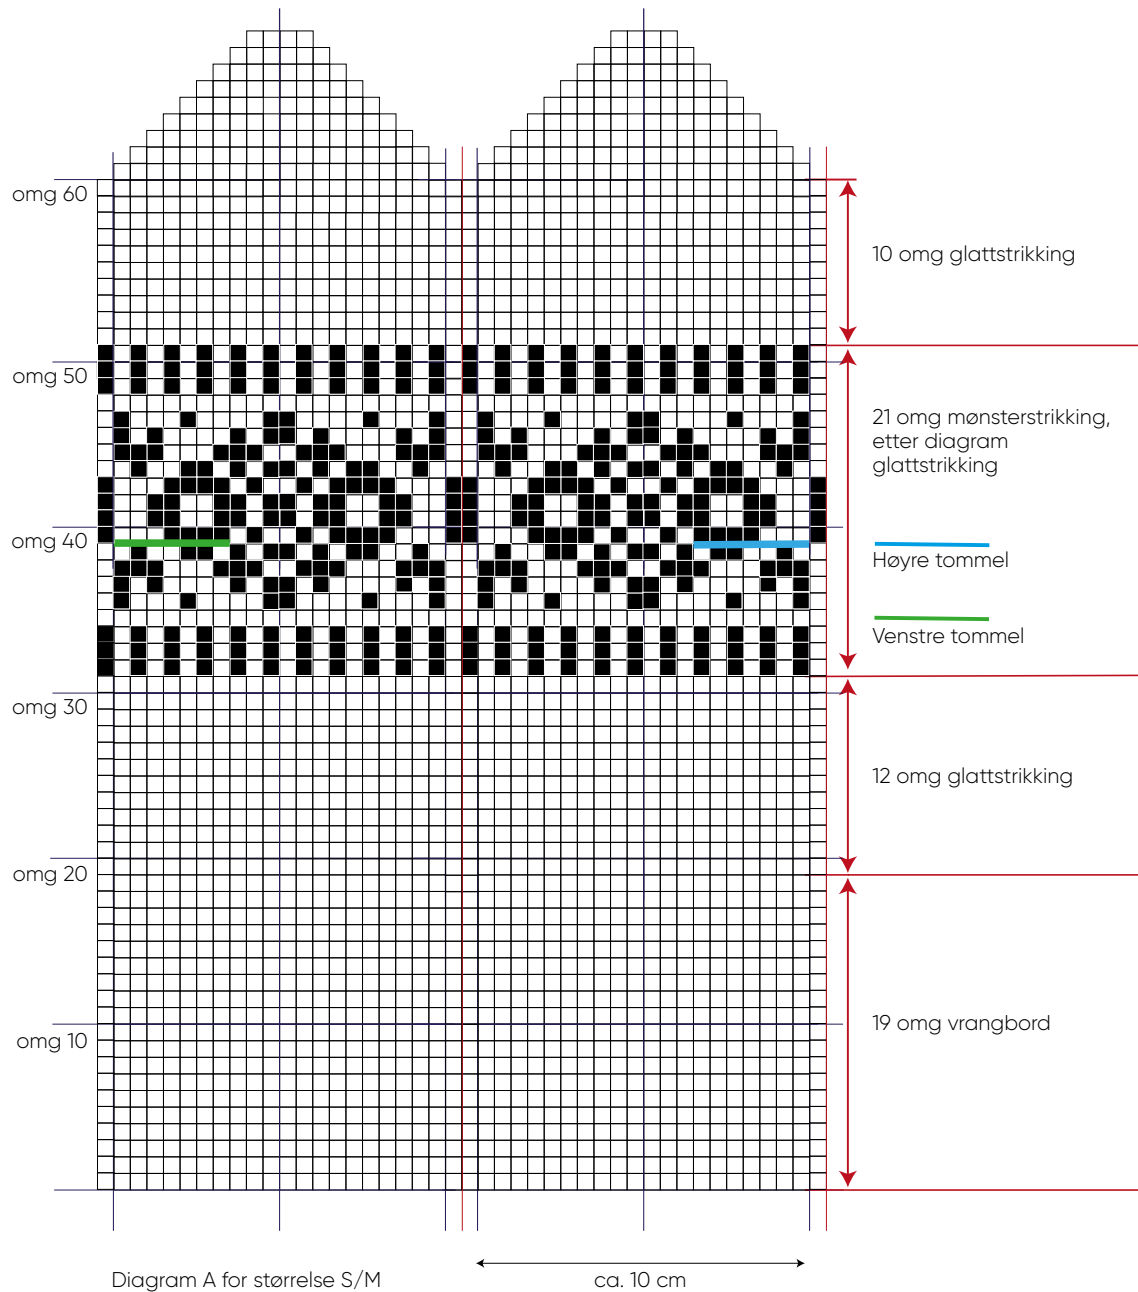 omg 60
10 omg glattstrikking
omg 50
21 omg mønsterstrikking,
etter diagram
glattstrikking
omg 40
Høyre tommel
Venstre tommel
omg 30
12 omg glattstrikking
omg 20
19 omg vrangbord
omg 10
Diagram A for størrelse S/M
ca. 10 cm